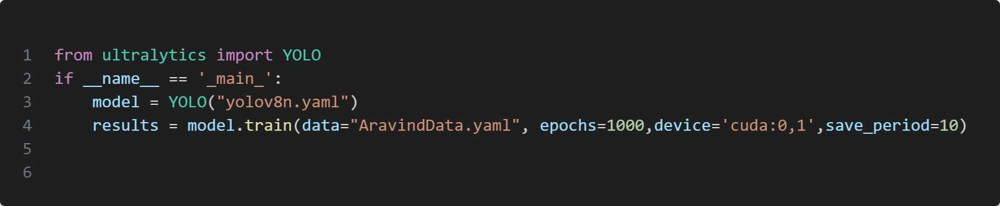 1 from ultralytics import YOLO
2 if __name__ == '_main_':
3     model = YOLO("yolov8n.yaml")
4     results = model.train(data="AravindData.yaml", epochs=1000,device='cuda:0,1',save_period=10)
5
6